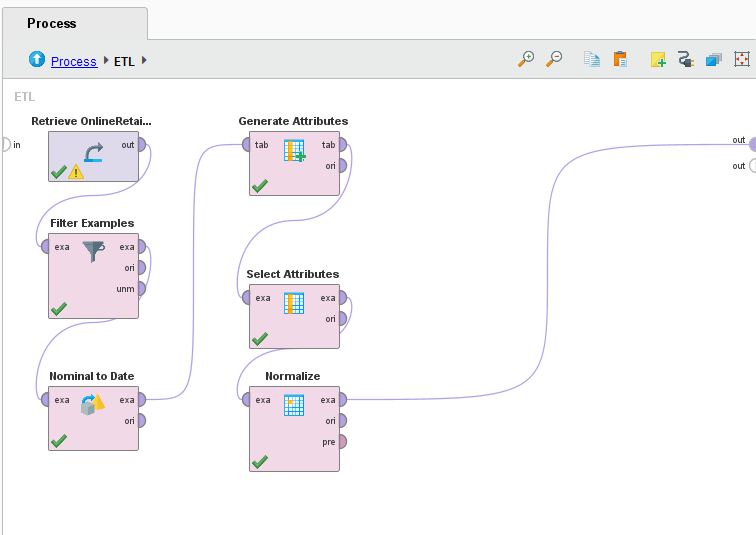 Process
Process ETL
ETL
Retrieve OnlineRetai...
in
out
Filter Examples
exa
exa
ori
unm
Nominal to Date
exa
exa
ori
Generate Attributes
tab
tab
ori
Select Attributes
exa
exa
ori
Normalize
exa
exa
ori
pre
out
out